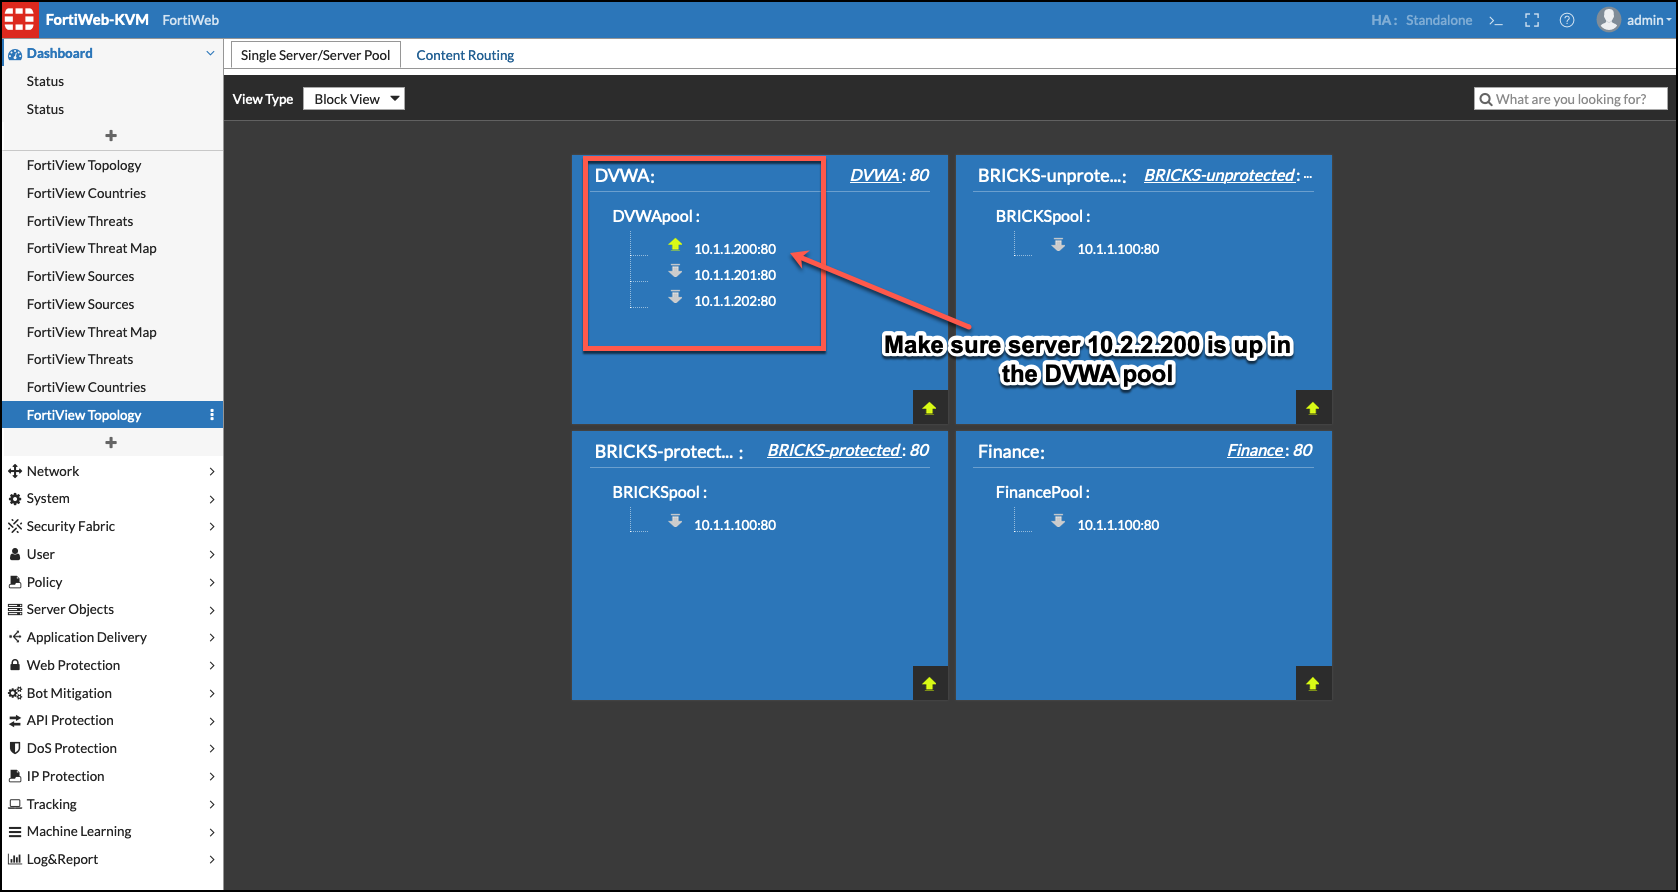 FortiWeb-KVM FortiWeb
HA: Standalone >_ ? admin
Dashboard
Status
Status
+
FortiView Topology
FortiView Countries
FortiView Threats
FortiView Threat Map
FortiView Sources
FortiView Sources
FortiView Threat Map
FortiView Threats
FortiView Countries
FortiView Topology
+
Network
System
Security Fabric
User
Policy
Server Objects
Application Delivery
Web Protection
Bot Mitigation
API Protection
DoS Protection
IP Protection
Tracking
Machine Learning
Log&Report
Single Server/Server Pool Content Routing
View Type Block View
What are you looking for?
DVWA: DVWA: 80
DVWApool :
10.1.1.200:80
10.1.1.201:80
10.1.1.202:80
BRICKS-unprote...: BRICKS-unprotected: ...
BRICKSpool :
10.1.1.100:80
Make sure server 10.2.2.200 is up in
the DVWA pool
BRICKS-protect... : BRICKS-protected: 80
BRICKSpool :
10.1.1.100:80
Finance: Finance: 80
FinancePool :
10.1.1.100:80